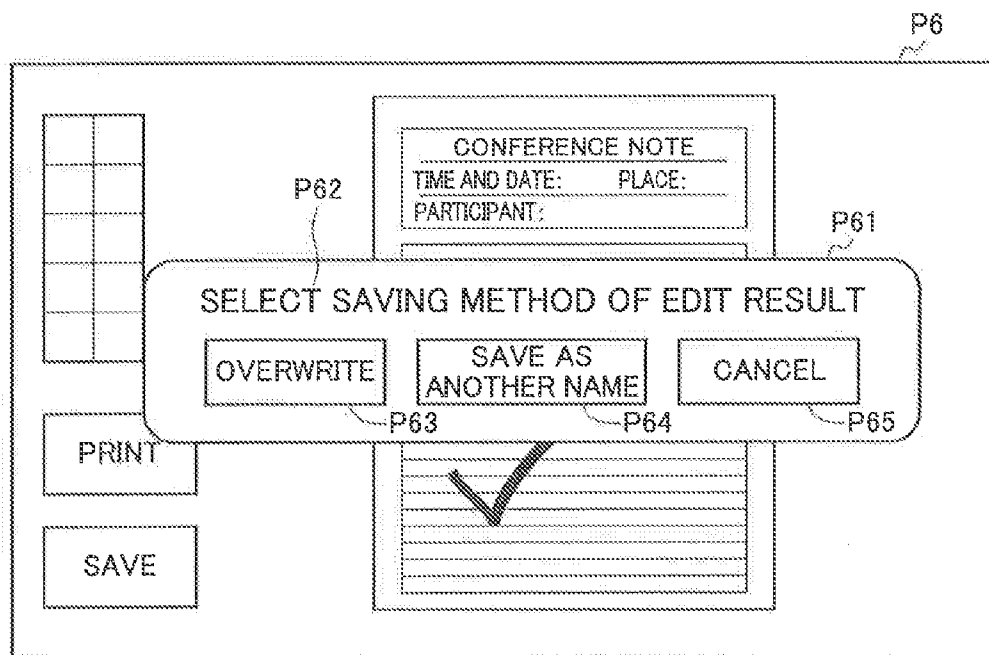 P6
CONFERENCE NOTE
TIME AND DATE: PLACE:
PARTICIPANT:
P62
P61
SELECT SAVING METHOD OF EDIT RESULT
OVERWRITE
SAVE AS
ANOTHER NAME
CANCEL
P63
P64
P65
PRINT
SAVE